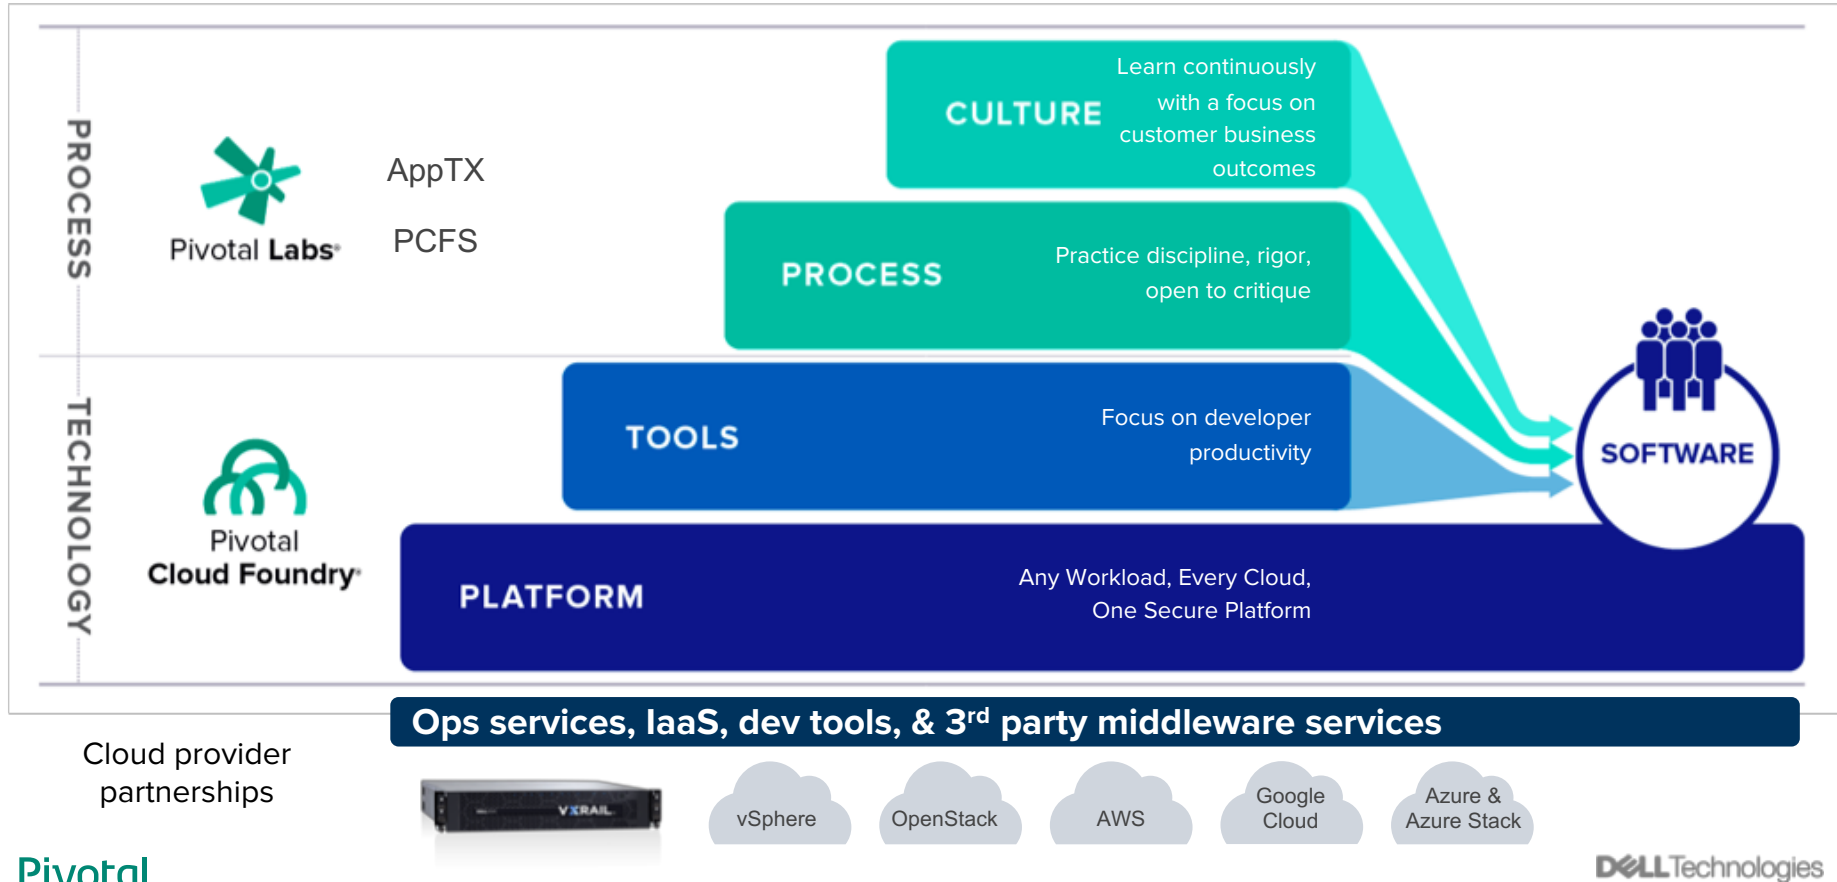 PROCESS
Pivotal Labs®
AppTX
PCFS
CULTURE
Learn continuously
with a focus on
customer business
outcomes
PROCESS
Practice discipline, rigor,
open to critique
TECHNOLOGY
Pivotal
Cloud Foundry®
TOOLS
Focus on developer
productivity
SOFTWARE
PLATFORM
Any Workload, Every Cloud,
One Secure Platform
Ops services, IaaS, dev tools, & 3rd party middleware services
Cloud provider
partnerships
VXRAIL
vSphere
OpenStack
AWS
Google
Cloud
Azure &
Azure Stack
Pivotal
DELLTechnologies